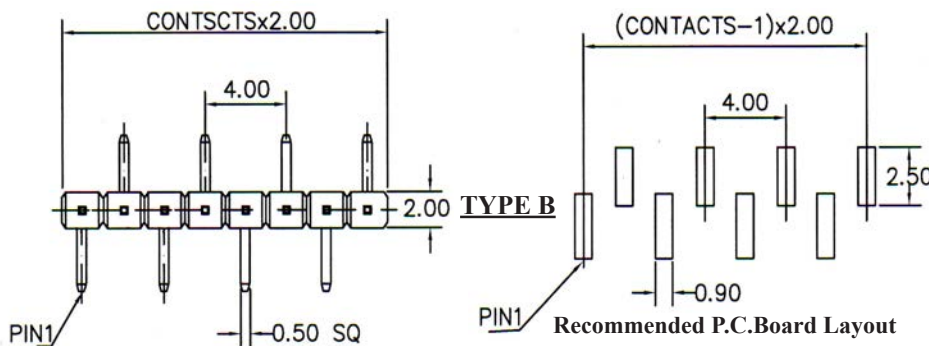 CONTSCTSx2.00
(CONTACTS-1)x2.00
4.00
4.00
2.50
2.00
TYPE B
PIN1
0.50 SQ
PIN1
0.90
Recommended P.C.Board Layout